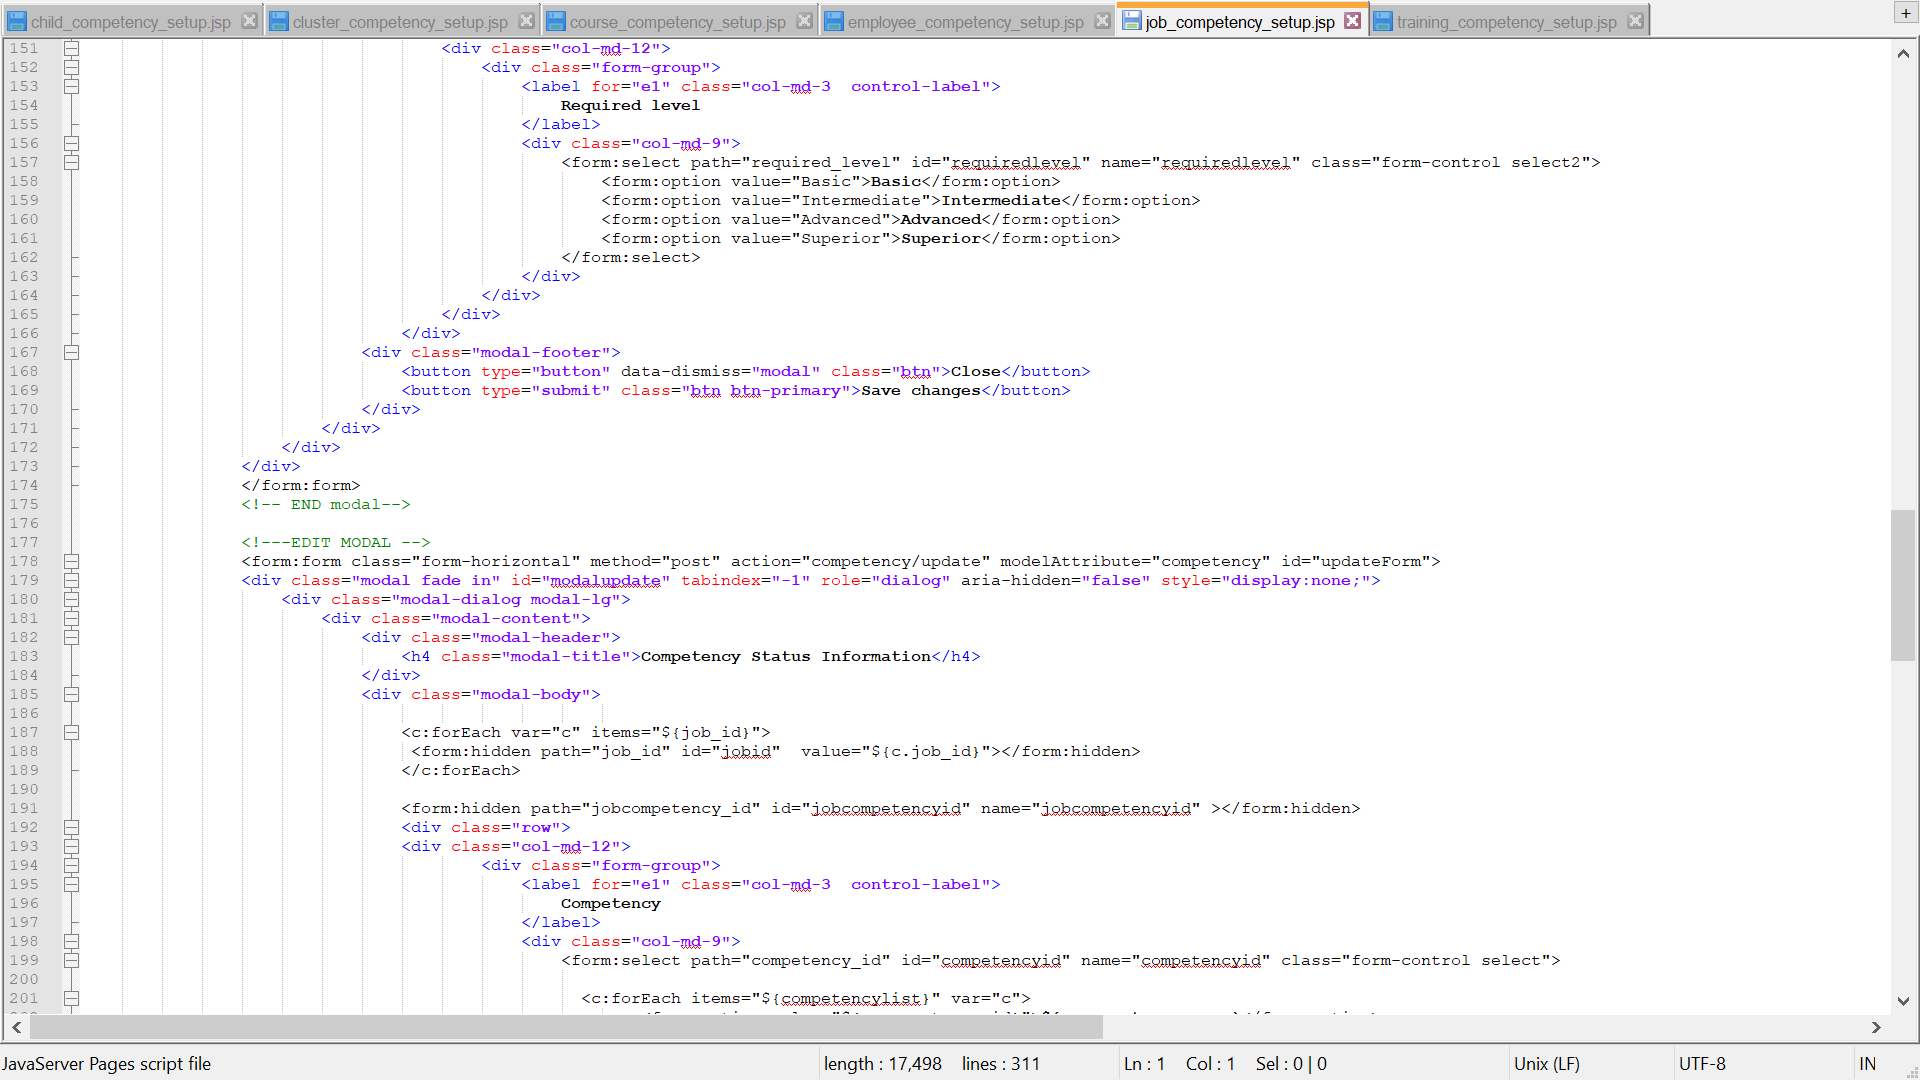 child_competency_setup.jsp cluster_competency_setup.jsp course_competency_setup.jsp employee_competency_setup.jsp job_competency_setup.jsp training_competency_setup.jsp +
151 <div class="col-md-12">
152 <div class="form-group">
153 <label for="e1" class="col-md-3  control-label">
154 Required level
155 </label>
156 <div class="col-md-9">
157 <form:select path="required_level" id="requiredlevel" name="requiredlevel" class="form-control select2">
158 <form:option value="Basic">Basic</form:option>
159 <form:option value="Intermediate">Intermediate</form:option>
160 <form:option value="Advanced">Advanced</form:option>
161 <form:option value="Superior">Superior</form:option>
162 </form:select>
163 </div>
164 </div>
165 </div>
166 </div>
167 <div class="modal-footer">
168 <button type="button" data-dismiss="modal" class="btn">Close</button>
169 <button type="submit" class="btn btn-primary">Save changes</button>
170 </div>
171 </div>
172 </div>
173 </div>
174 </form:form>
175 <!-- END modal-->
176
177 <!---EDIT MODAL -->
178 <form:form class="form-horizontal" method="post" action="competency/update" modelAttribute="competency" id="updateForm">
179 <div class="modal fade in" id="modalupdate" tabindex="-1" role="dialog" aria-hidden="false" style="display:none;">
180 <div class="modal-dialog modal-lg">
181 <div class="modal-content">
182 <div class="modal-header">
183 <h4 class="modal-title">Competency Status Information</h4>
184 </div>
185 <div class="modal-body">
186
187 <c:forEach var="c" items="${job_id}">
188 <form:hidden path="job_id" id="jobid"  value="${c.job_id}"></form:hidden>
189 </c:forEach>
190
191 <form:hidden path="jobcompetency_id" id="jobcompetencyid" name="jobcompetencyid" ></form:hidden>
192 <div class="row">
193 <div class="col-md-12">
194 <div class="form-group">
195 <label for="e1" class="col-md-3  control-label">
196 Competency
197 </label>
198 <div class="col-md-9">
199 <form:select path="competency_id" id="competencyid" name="competencyid" class="form-control select">
200
201 <c:forEach items="${competencylist}" var="c">
JavaServer Pages script file length : 17,498 lines : 311 Ln : 1 Col : 1 Sel : 0 | 0 Unix (LF) UTF-8 IN